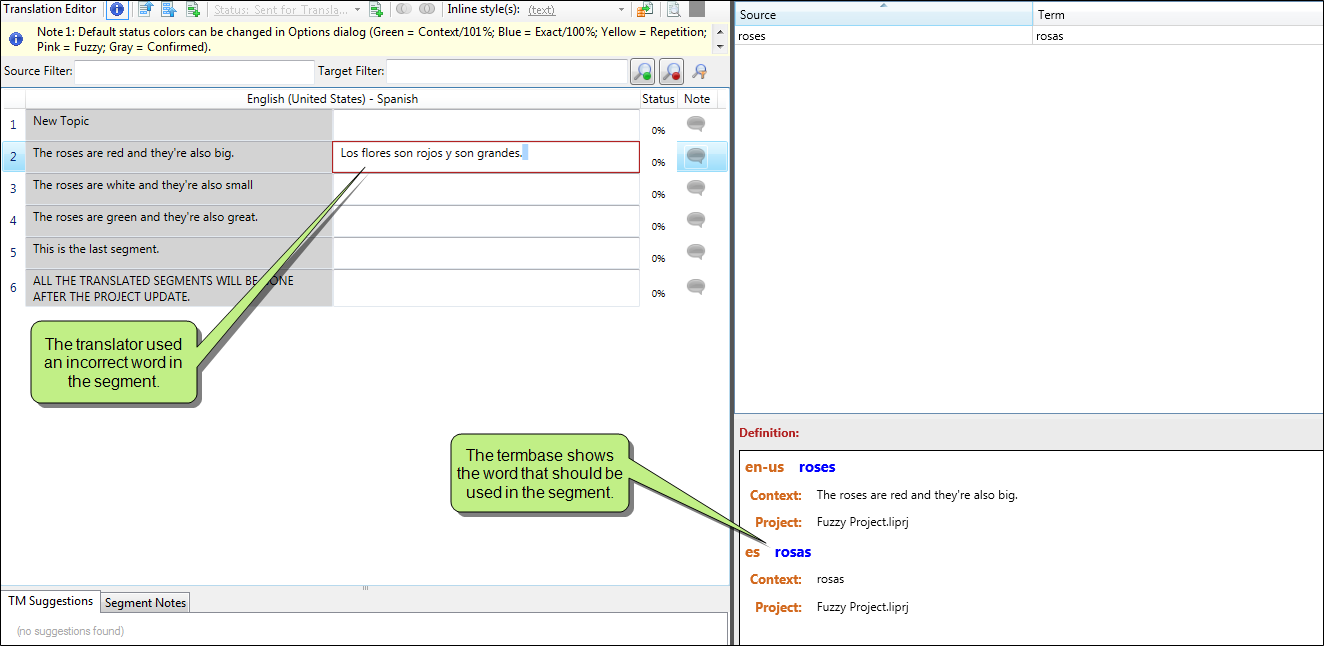 Translation Editor
Status: Sent for Transla...
Inline style(s):
(text)
Note 1: Default status colors can be changed in Options dialog (Green = Context/101%; Blue = Exact/100%; Yellow = Repetition;
Pink = Fuzzy; Gray = Confirmed).
Source Filter:
Target Filter:
English (United States) - Spanish
Status
Note
1
New Topic
0%
2
The roses are red and they're also big.
Los flores son rojos y son grandes.
0%
3
The roses are white and they're also small
0%
4
The roses are green and they're also great.
0%
5
This is the last segment.
0%
6
ALL THE TRANSLATED SEGMENTS WILL BE
ONE
AFTER THE PROJECT UPDATE.
0%
The translator used
an incorrect word in
the segment.
The termbase shows
the word that should be
used in the segment.
TM Suggestions
Segment Notes
(no suggestions found)
Source
Term
roses
rosas
Definition:
en-us roses
Context: The roses are red and they're also big.
Project: Fuzzy Project.liprj
es rosas
Context: rosas
Project: Fuzzy Project.liprj